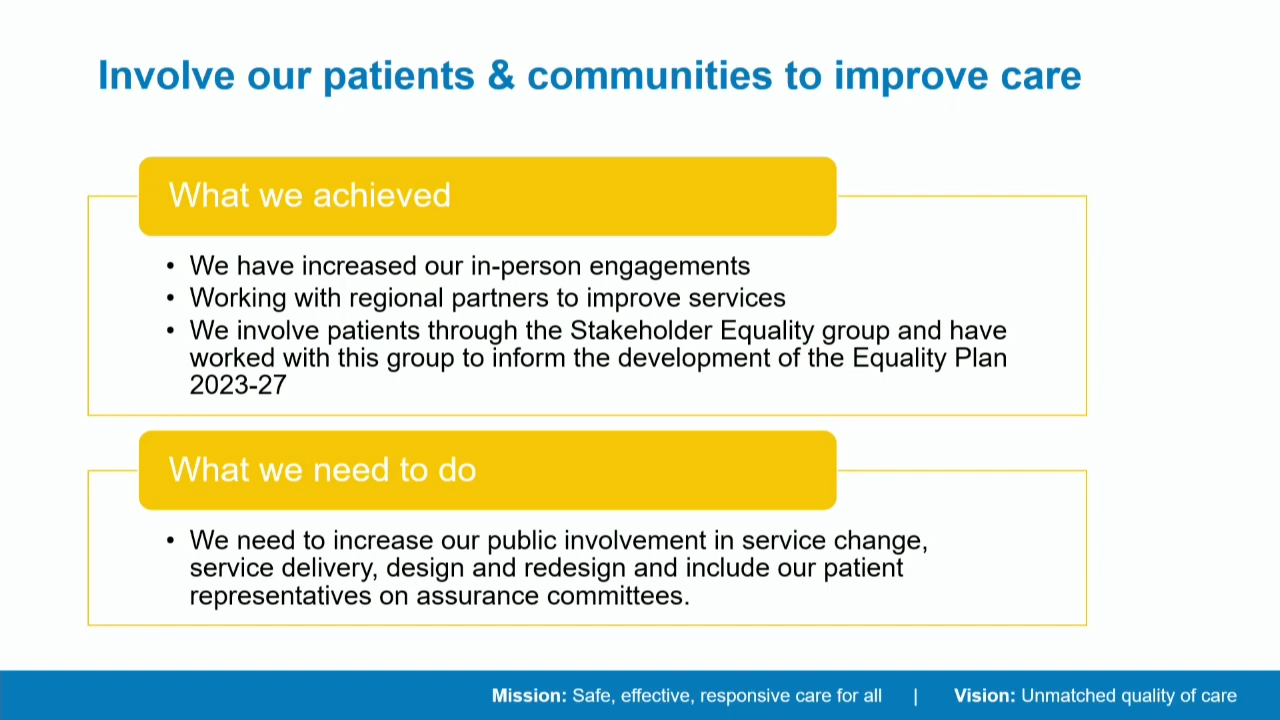 Involve our patients & communities to improve care
What we achieved
• We have increased our in-person engagements
• Working with regional partners to improve services
• We involve patients through the Stakeholder Equality group and have
worked with this group to inform the development of the Equality Plan
2023-27
What we need to do
• We need to increase our public involvement in service change,
service delivery, design and redesign and include our patient
representatives on assurance committees.
Mission: Safe, effective, responsive care for all | Vision: Unmatched quality of care